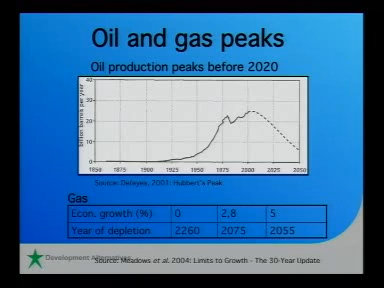 Oil and gas peaks
Oil production peaks before 2020
billion barrels per year
40
30
20
10
0
1850 1875 1900 1925 1950 1975 2000 2025 2050
Source: Deffeyes, 2001: Hubbert's Peak
Gas
Econ. growth (%) 0 2,8 5
Year of depletion 2260 2075 2055
Development Alternatives
Source: Meadows et al. 2004: Limits to Growth - The 30-Year Update